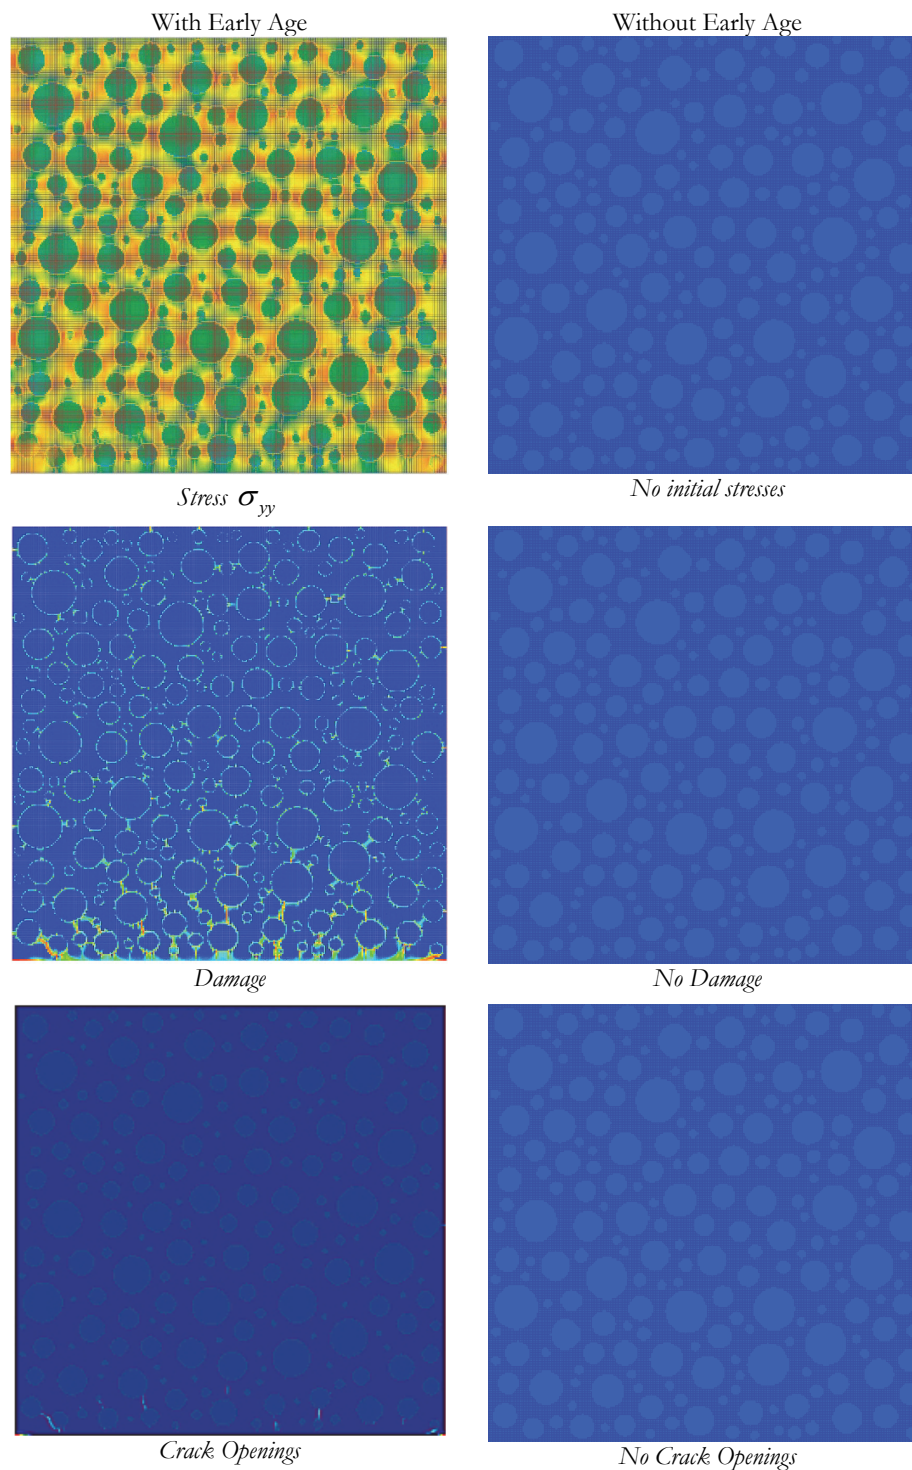 With Early Age
Without Early Age
Stress σyy
No initial stresses
Damage
No Damage
Crack Openings
No Crack Openings